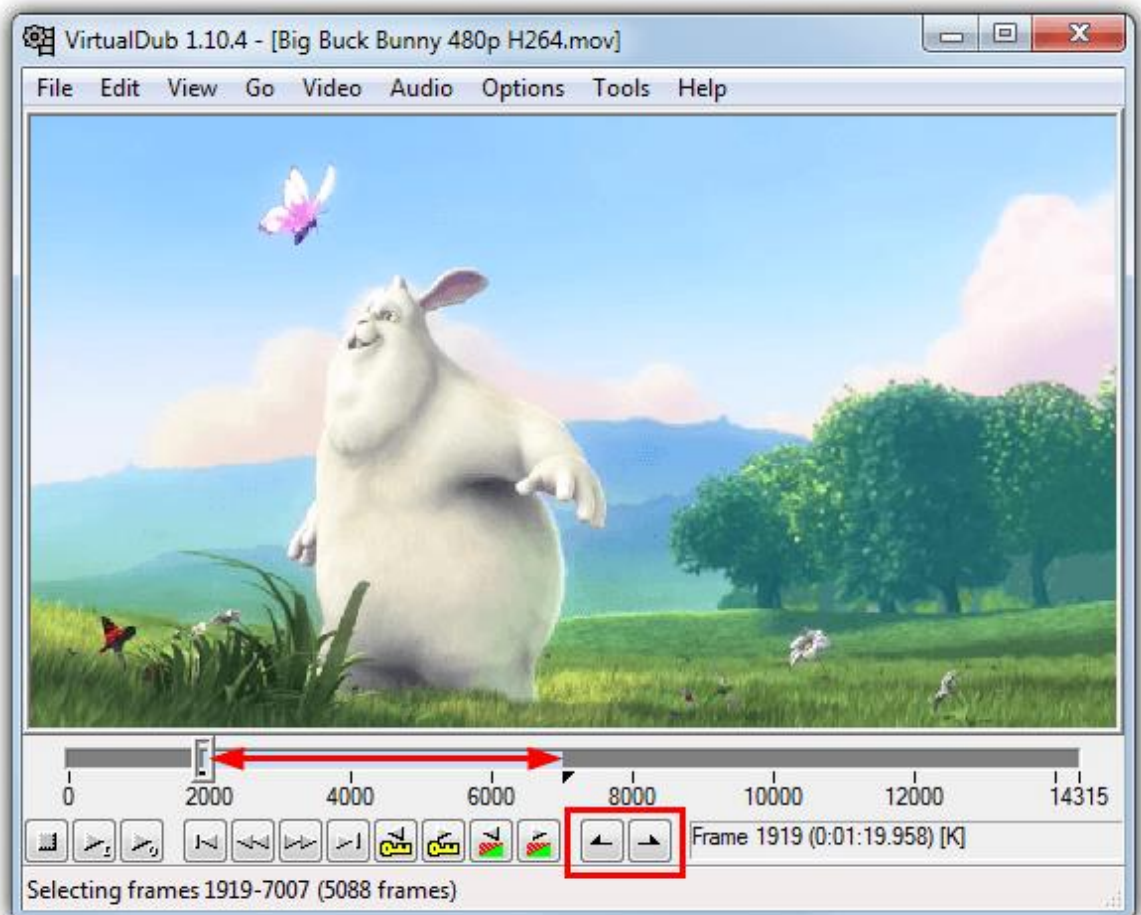 VirtualDub 1.10.4 - [Big Buck Bunny 480p H264.mov]
File Edit View Go Video Audio Options Tools Help
0 2000 4000 6000 8000 10000 12000 14315
Frame 1919 (0:01:19.958) [K]
Selecting frames 1919-7007 (5088 frames)